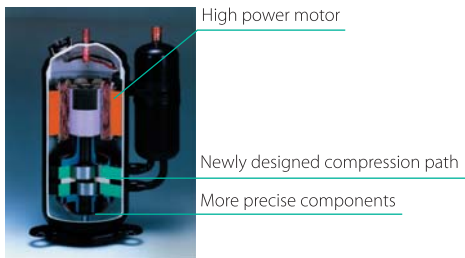 High power motor
Newly designed compression path
More precise components